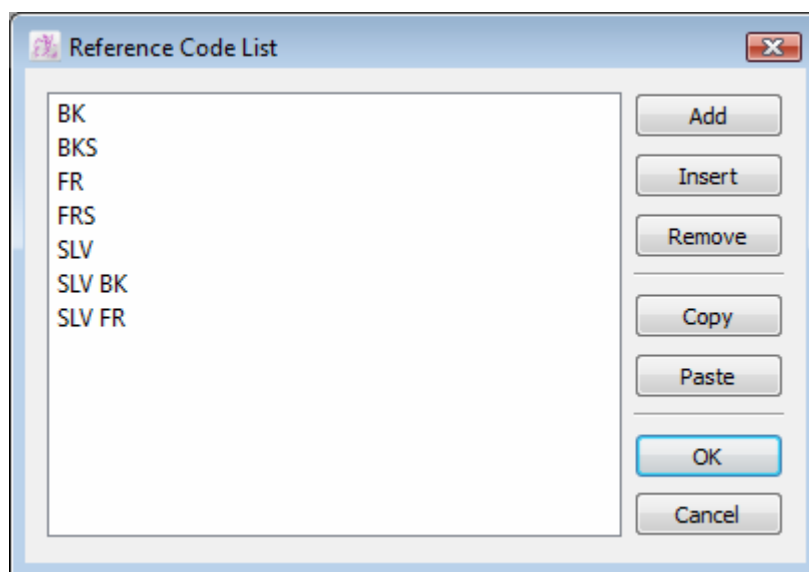 Reference Code List
BK
BKS
FR
FRS
SLV
SLV BK
SLV FR
Add
Insert
Remove
Copy
Paste
OK
Cancel